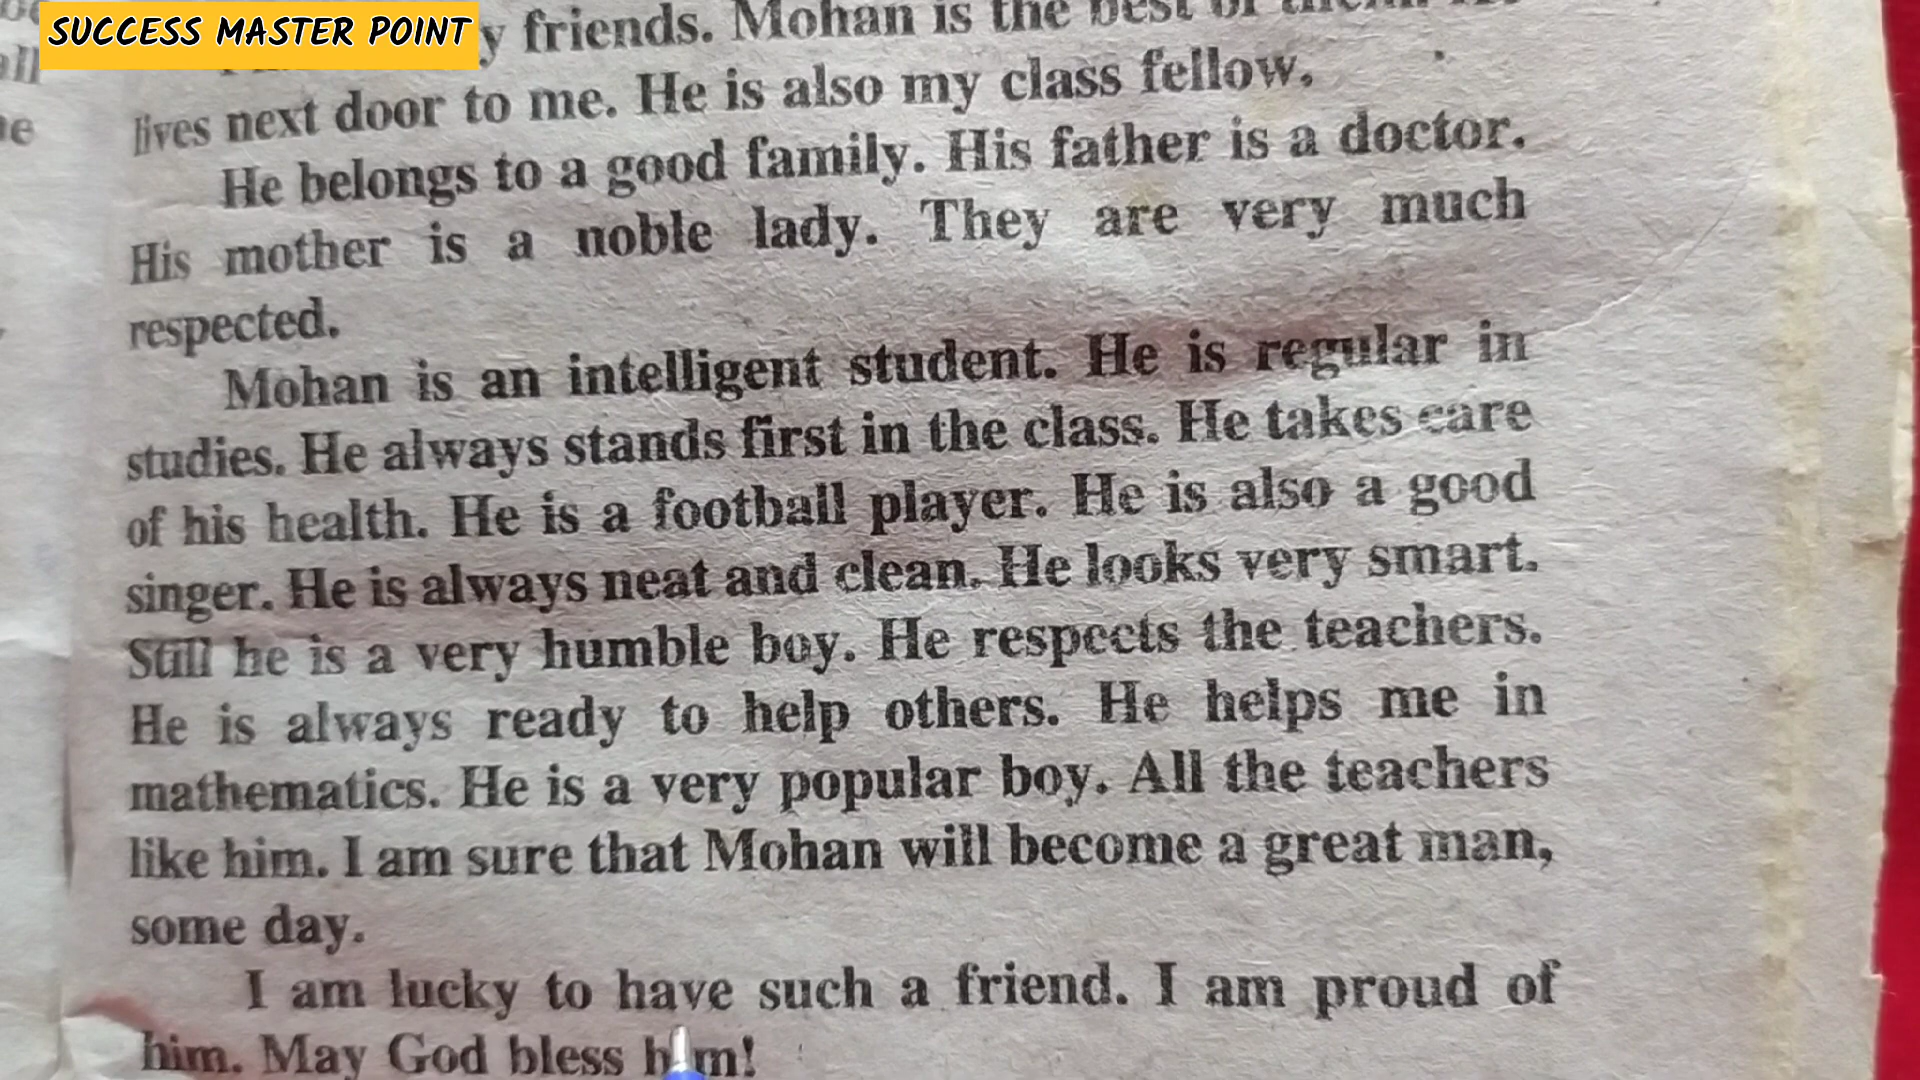 SUCCESS MASTER POINT
y friends. Mohan is the best of them. He
lives next door to me. He is also my class fellow.
He belongs to a good family. His father is a doctor.
His mother is a noble lady. They are very much
respected.
Mohan is an intelligent student. He is regular in
studies. He always stands first in the class. He takes care
of his health. He is a football player. He is also a good
singer. He is always neat and clean. He looks very smart.
Still he is a very humble boy. He respects the teachers.
He is always ready to help others. He helps me in
mathematics. He is a very popular boy. All the teachers
like him. I am sure that Mohan will become a great man,
some day.
I am lucky to have such a friend. I am proud of
him. May God bless him!